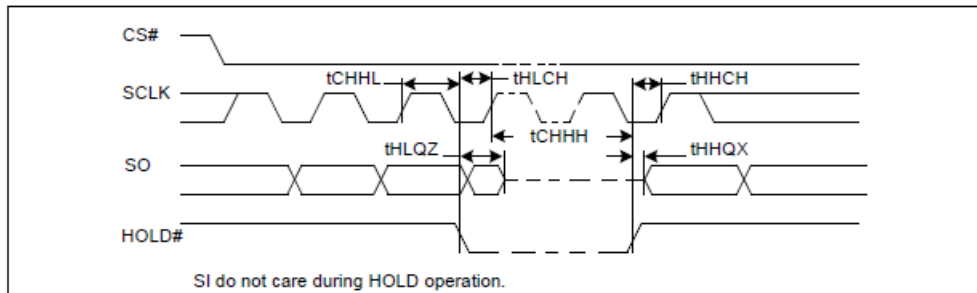 CS#
tCHHL
tHLCH
tHHCH
SCLK
tCHHH
tHLQZ
tHHQX
SO
HOLD#
SI do not care during HOLD operation.